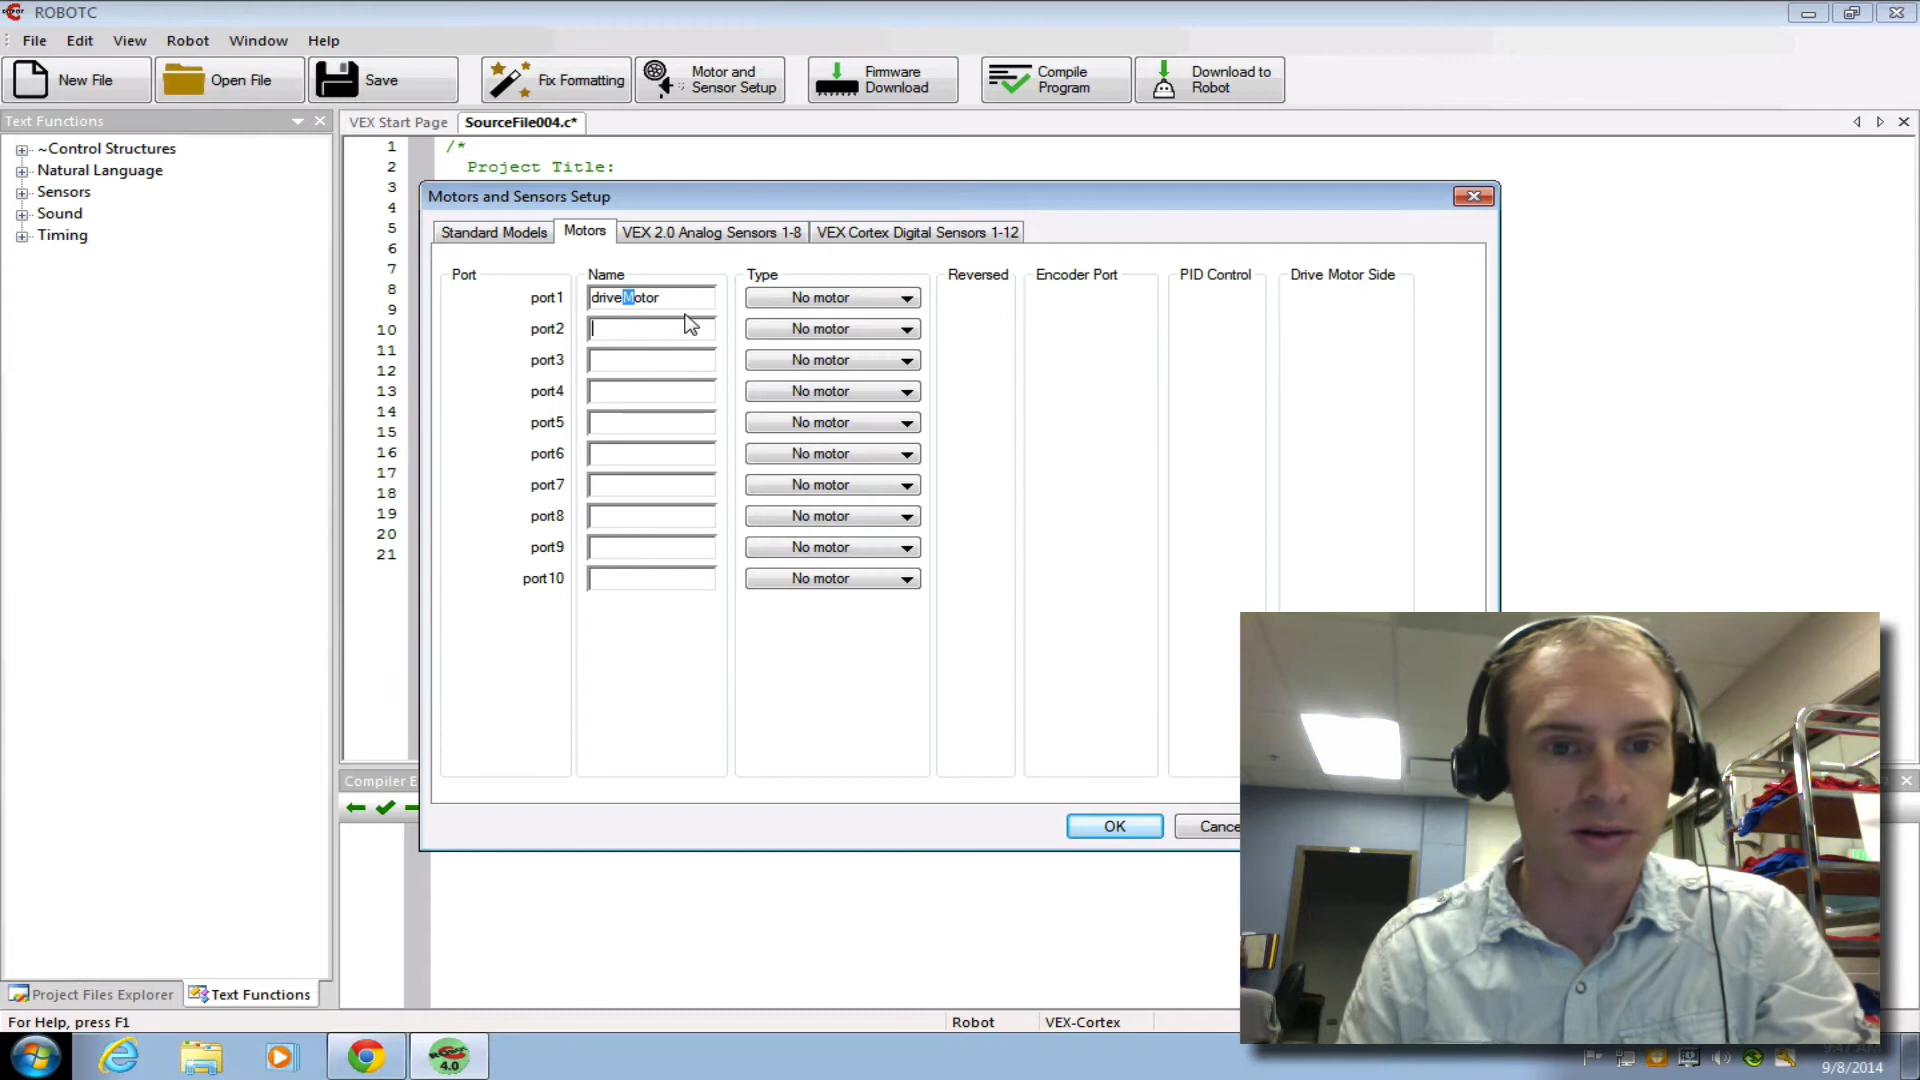 ROBOTC
File Edit View Robot Window Help
New File Open File Save Fix Formatting Motor and Sensor Setup Firmware Download Compile Program Download to Robot
Text Functions
VEX Start Page SourceFile004.c*
~Control Structures
Natural Language
Sensors
Sound
Timing
1 /*
2 Project Title:
3
4
5
6
7
8
9
10
11
12
13
14
15
16
17
18
19
20
21
Motors and Sensors Setup
Standard Models Motors VEX 2.0 Analog Sensors 1-8 VEX Cortex Digital Sensors 1-12
Port Name Type Reversed Encoder Port PID Control Drive Motor Side
port1 driveMotor No motor
port2 No motor
port3 No motor
port4 No motor
port5 No motor
port6 No motor
port7 No motor
port8 No motor
port9 No motor
port10 No motor
OK Cance
Compiler E
Project Files Explorer Text Functions
For Help, press F1 Robot VEX-Cortex
4.0
9/8/2014